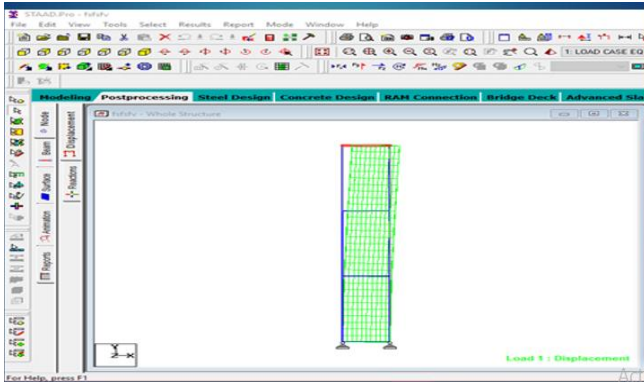 STAAD.Pro - fsfsfv
File Edit View Tools Select Results Report Mode Window Help
1: LOAD CASE EQ
Modeling Postprocessing Steel Design Concrete Design RAM Connection Bridge Deck Advanced Sla
fsfsfv - Whole Structure
Node
Beam
Surface
Animation
Reports
Displacement
Reactions
Y
Z X
Load 1 : Displacement
For Help, press F1